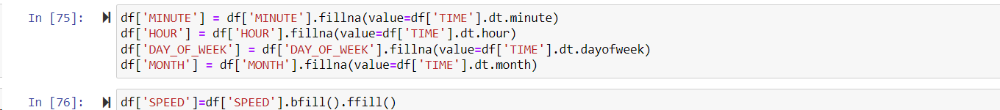 In [75]: df['MINUTE'] = df['MINUTE'].fillna(value=df['TIME'].dt.minute)
df['HOUR'] = df['HOUR'].fillna(value=df['TIME'].dt.hour)
df['DAY_OF_WEEK'] = df['DAY_OF_WEEK'].fillna(value=df['TIME'].dt.dayofweek)
df['MONTH'] = df['MONTH'].fillna(value=df['TIME'].dt.month)
In [76]: df['SPEED']=df['SPEED'].bfill().ffill()